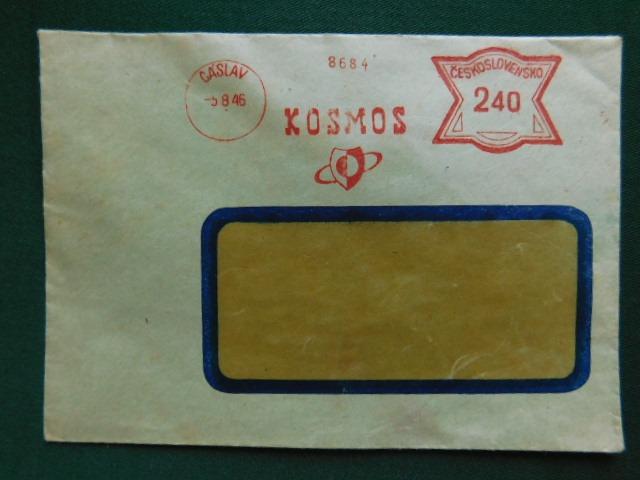 ČÁSLAV
-5.8.46
8684
KOSMOS
ČESKOSLOVENSKO
240